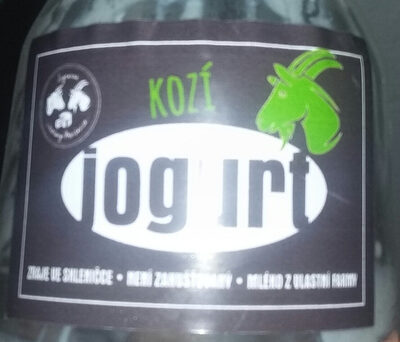 KOZÍ
jogurt
ZRAJE VE SKLENIČCE • NENÍ ZAHUŠŤOVANÝ • MLÉKO Z VLASTNÍ FARMY